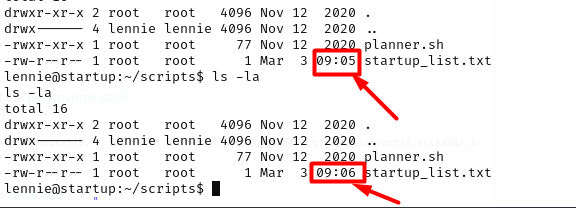 drwxr-xr-x 2 root   root   4096 Nov 12  2020 .
drwx------ 4 lennie lennie 4096 Nov 12  2020 ..
-rwxr-xr-x 1 root   root     77 Nov 12  2020 planner.sh
-rw-r--r-- 1 root   root      1 Mar  3 09:05 startup_list.txt
lennie@startup:~/scripts$ ls -la
ls -la
total 16
drwxr-xr-x 2 root   root   4096 Nov 12  2020 .
drwx------ 4 lennie lennie 4096 Nov 12  2020 ..
-rwxr-xr-x 1 root   root     77 Nov 12  2020 planner.sh
-rw-r--r-- 1 root   root      1 Mar  3 09:06 startup_list.txt
lennie@startup:~/scripts$